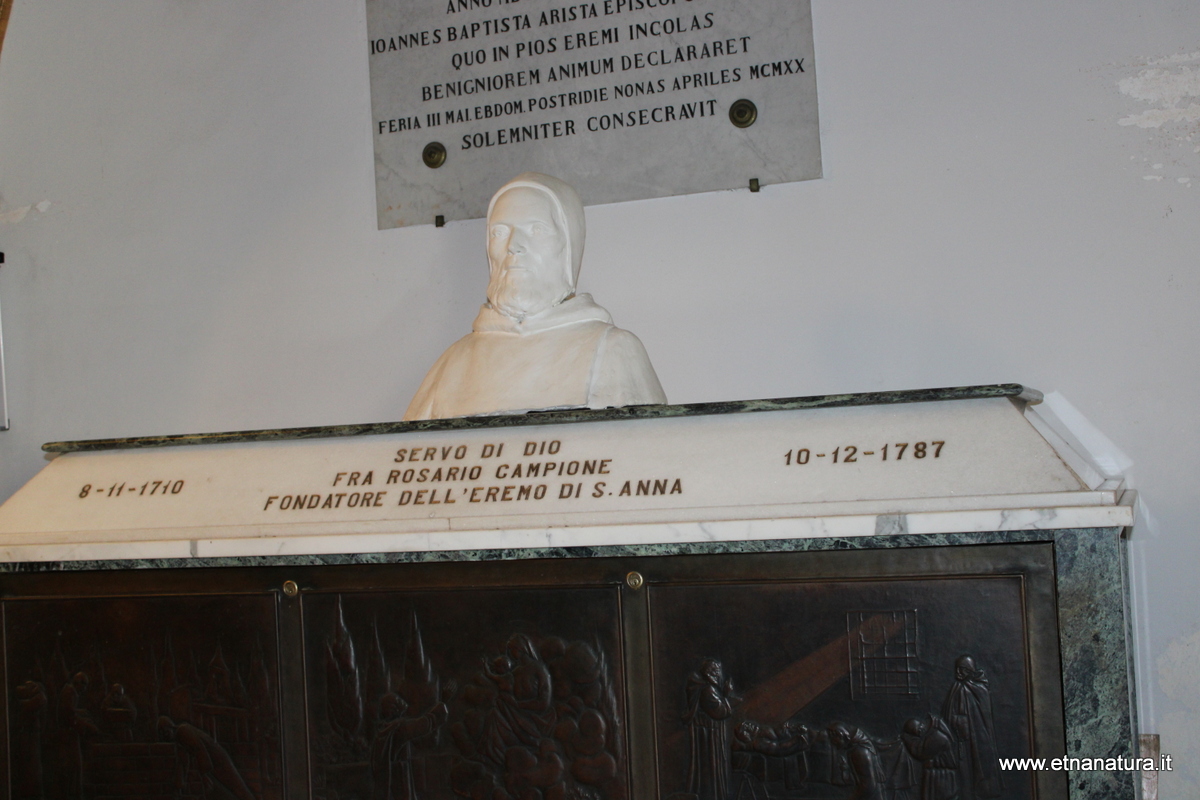 IOANNES BAPTISTA ARISTA
QUO IN PIOS EREMI INCOLAS
BENIGNIOREM ANIMUM DECLARARET
FERIA III MAI.EBDOM. POSTRIDIE NONAS APRILES MCMXX
SOLEMNITER CONSECRAVIT
SERVO DI DIO
FRA ROSARIO CAMPIONE
FONDATORE DELL'EREMO DI S. ANNA
8-11-1710
10-12-1787
www.etnanatura.it